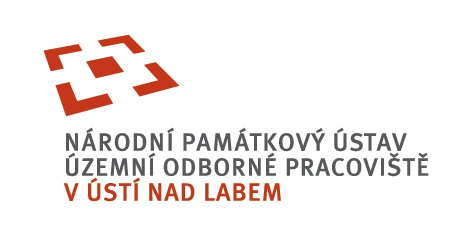 NÁRODNÍ PAMÁTKOVÝ ÚSTAV
ÚZEMNÍ ODBORNÉ PRACOVIŠTĚ
V ÚSTÍ NAD LABEM